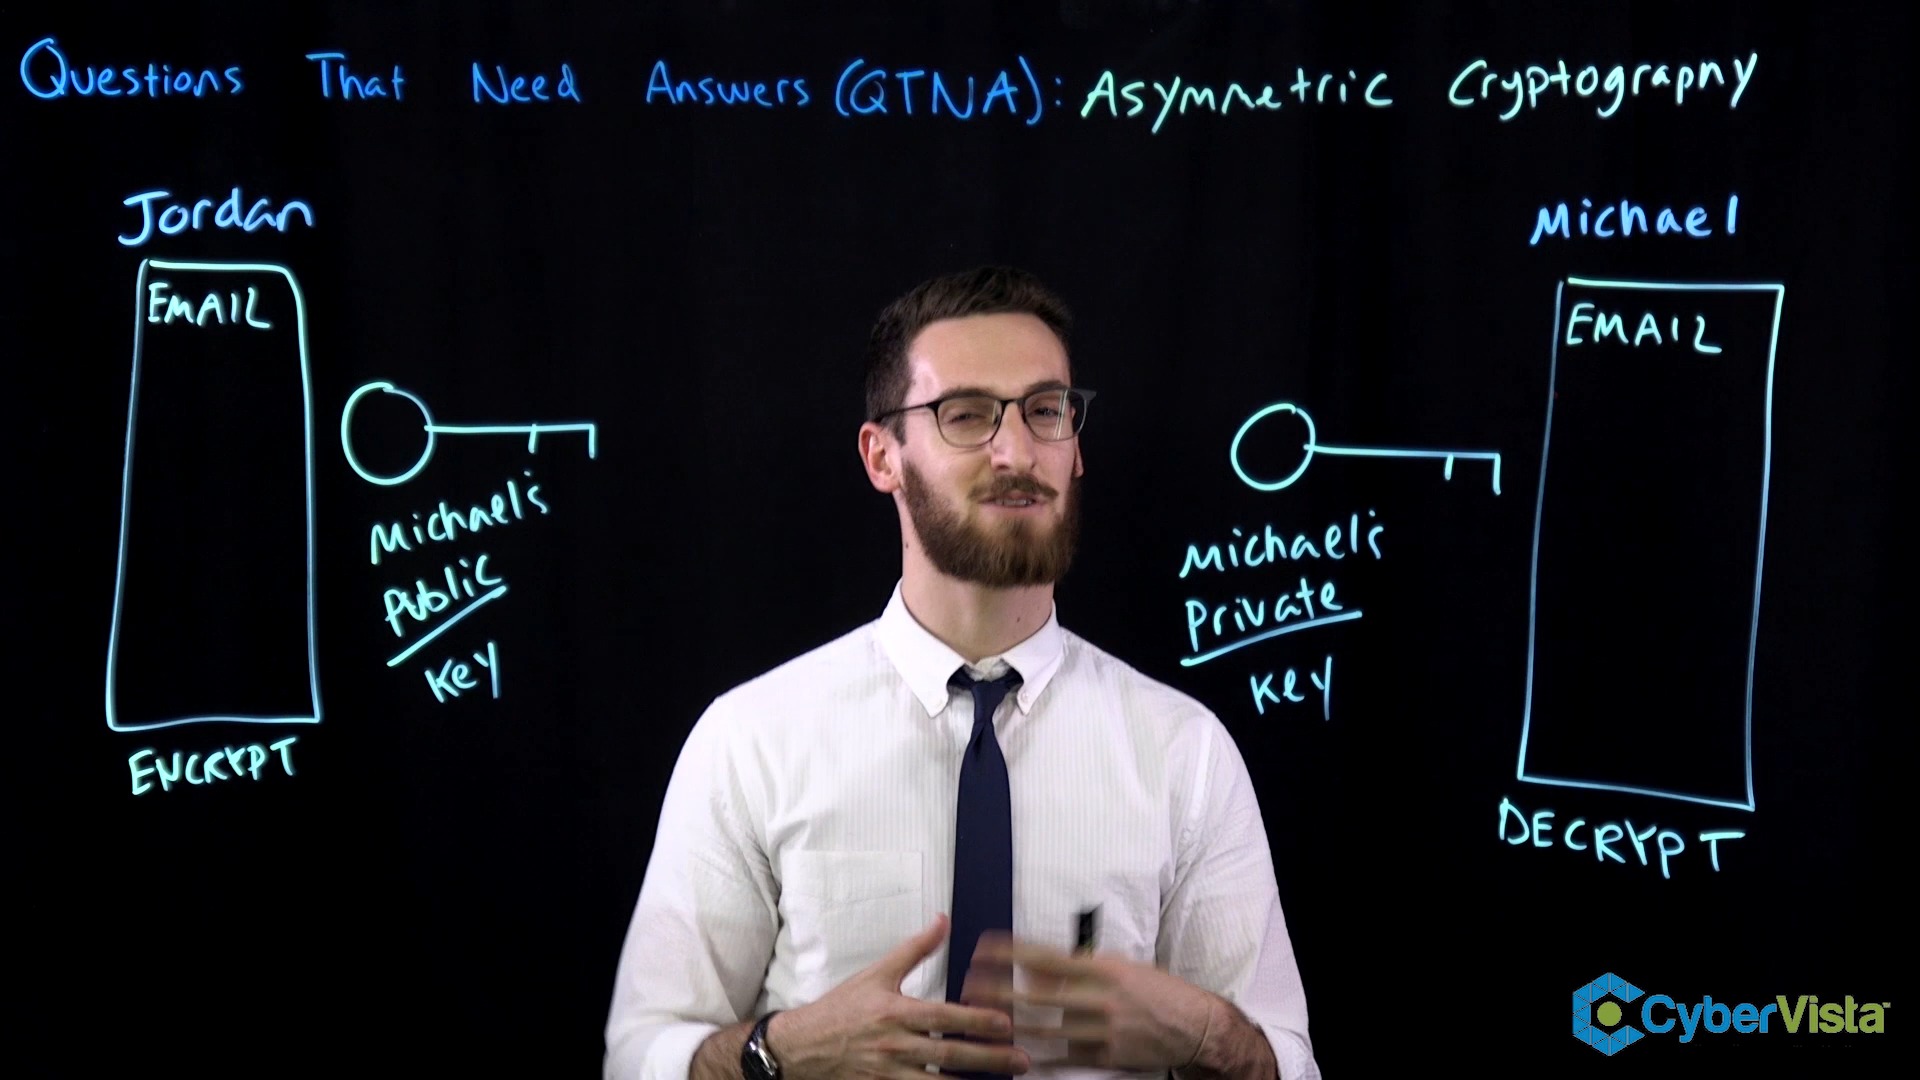 Questions That Need Answers (QTNA): Asymmetric Cryptography
Jordan
EMAIL
Michael's
Public
Key
ENCRYPT
Michael
EMAIL
Michael's
Private
Key
DECRYPT
CyberVista